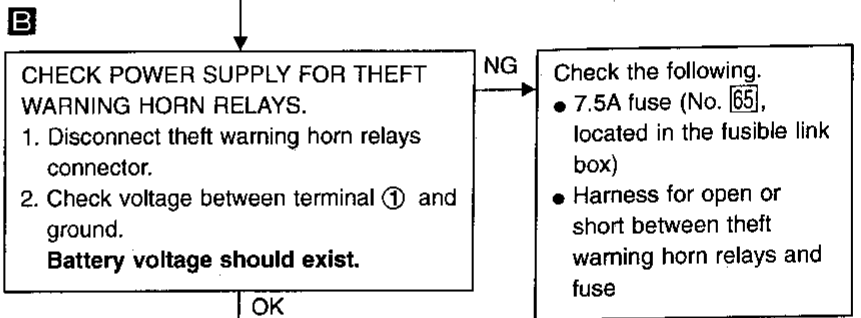 B
CHECK POWER SUPPLY FOR THEFT
WARNING HORN RELAYS.
1. Disconnect theft warning horn relays
connector.
2. Check voltage between terminal ① and
ground.
Battery voltage should exist.
NG
Check the following.
● 7.5A fuse (No. 65,
located in the fusible link
box)
● Harness for open or
short between theft
warning horn relays and
fuse
OK